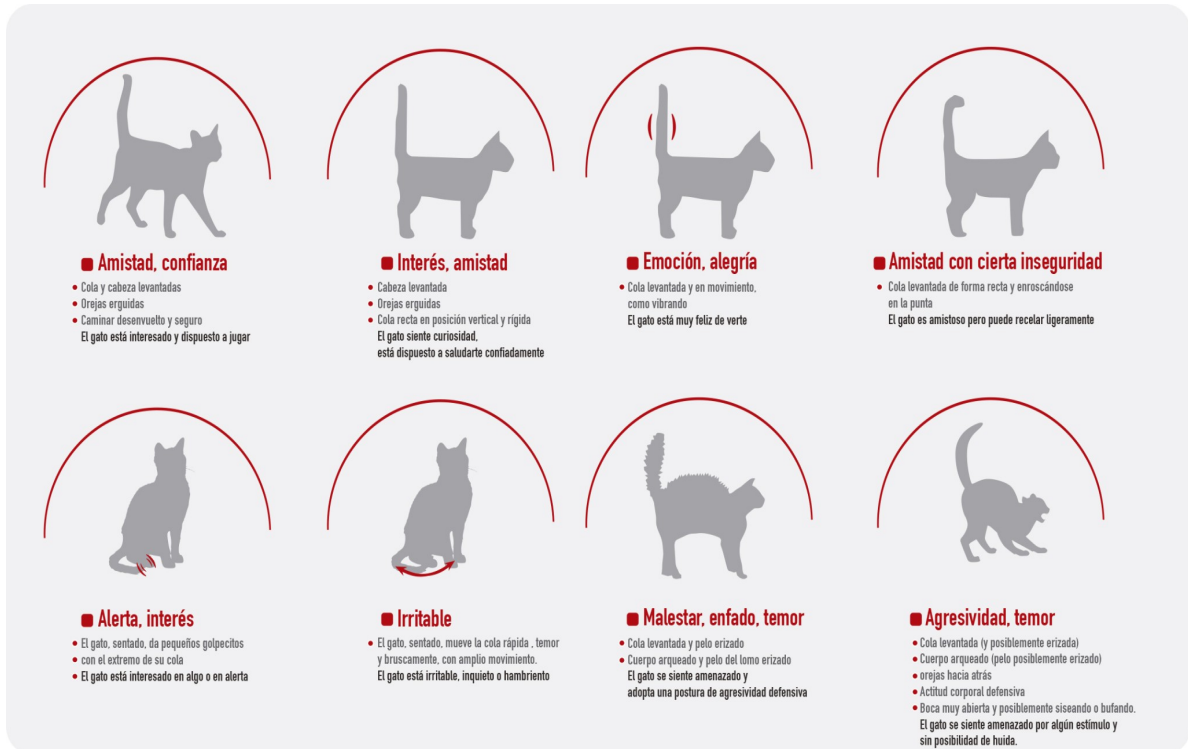 Amistad, confianza
Cola y cabeza levantadas
Orejas erguidas
Caminar desenvuelto y seguro
El gato está interesado y dispuesto a jugar
Interés, amistad
Cabeza levantada
Orejas erguidas
Cola recta en posición vertical y rígida
El gato siente curiosidad,
está dispuesto a saludarte confiadamente
Emoción, alegría
Cola levantada y en movimiento,
como vibrando
El gato está muy feliz de verte
Amistad con cierta inseguridad
Cola levantada de forma recta y enroscándose
en la punta
El gato es amistoso pero puede recelar ligeramente
Alerta, interés
El gato, sentado, da pequeños golpecitos
con el extremo de su cola
El gato está interesado en algo o en alerta
Irritable
El gato, sentado, mueve la cola rápida , temor
y bruscamente, con amplio movimiento.
El gato está irritable, inquieto o hambriento
Malestar, enfado, temor
Cola levantada y pelo erizado
Cuerpo arqueado y pelo del lomo erizado
El gato se siente amenazado y
adopta una postura de agresividad defensiva
Agresividad, temor
Cola levantada (y posiblemente erizada)
Cuerpo arqueado (pelo posiblemente erizado)
orejas hacia atrás
Actitud corporal defensiva
Boca muy abierta y posiblemente siseando o bufando.
El gato se siente amenazado por algún estímulo y
sin posibilidad de huida.